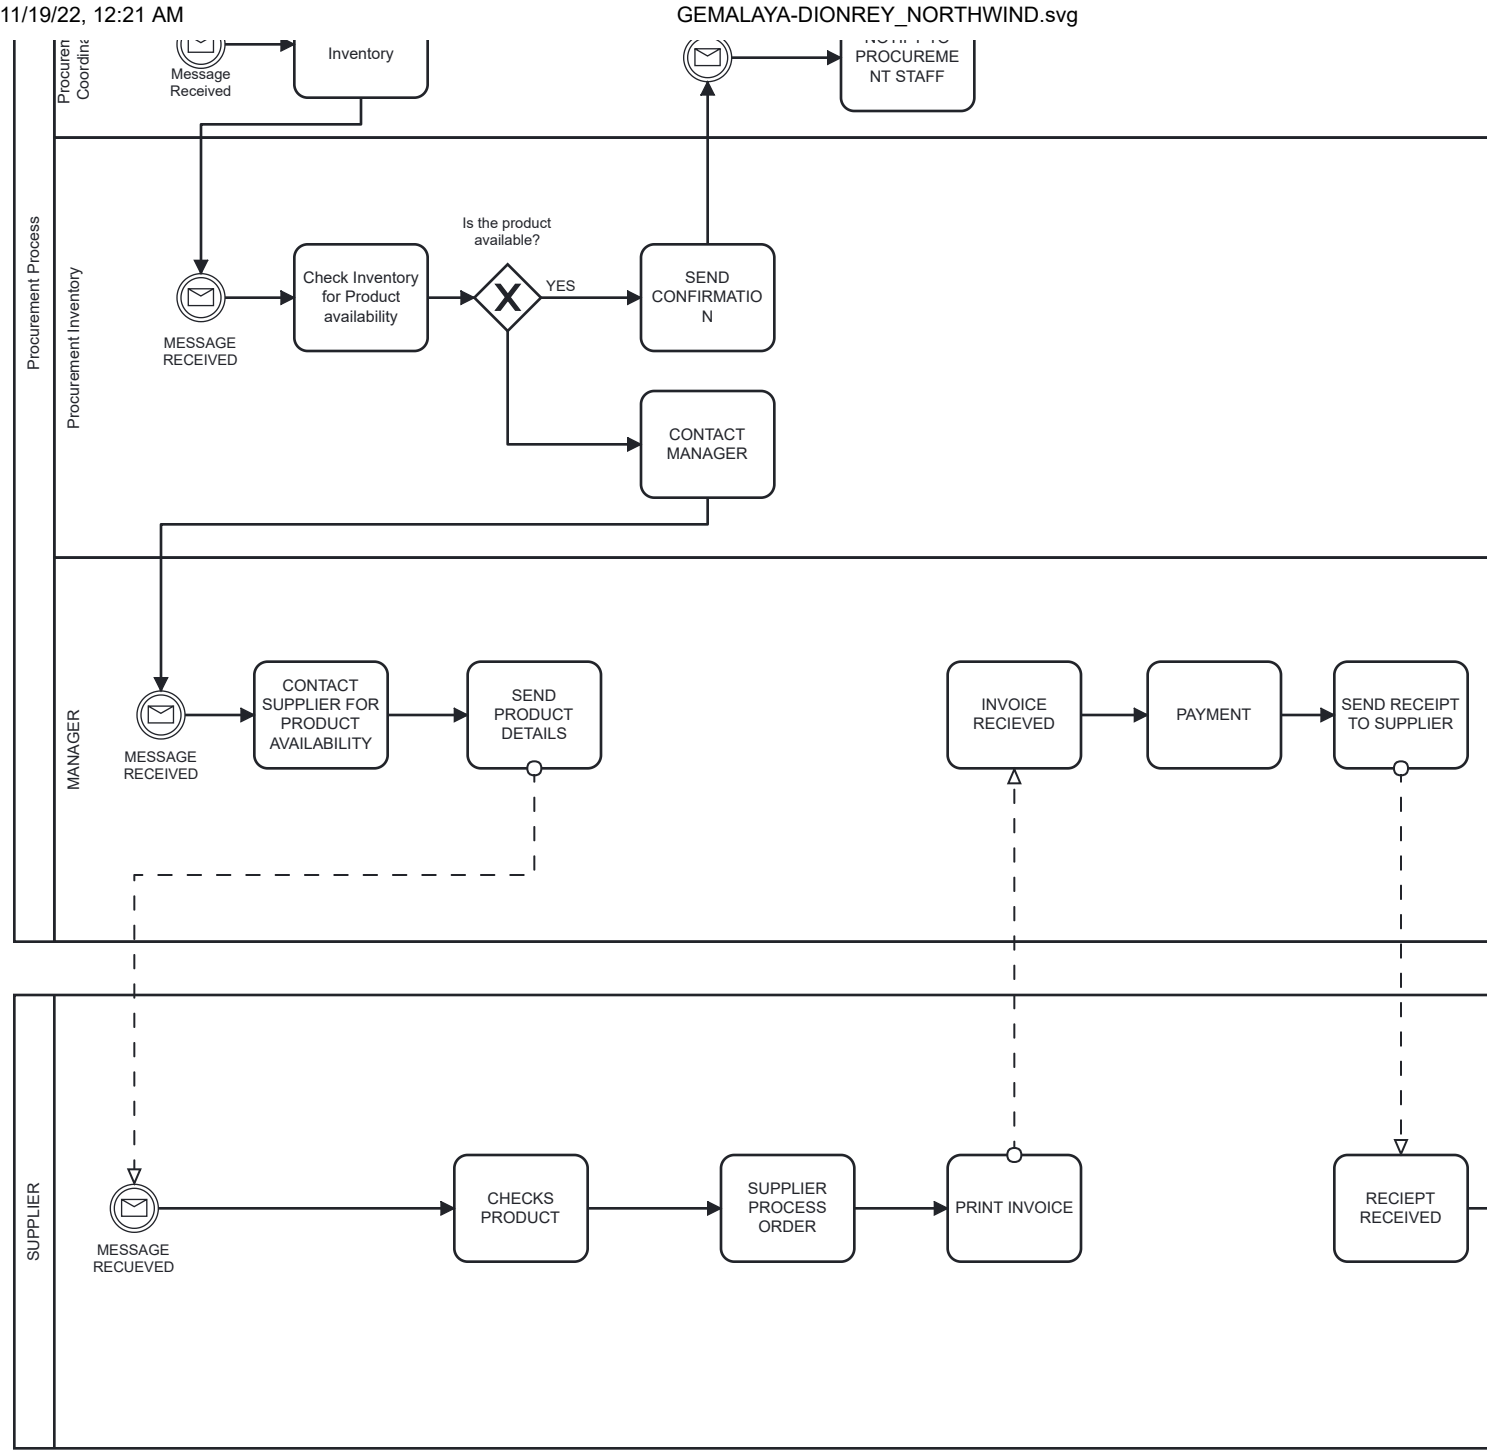 11/19/22, 12:21 AM
GEMALAYA-DIONREY_NORTHWIND.svg
Message
Received
Inventory
PROCUREME
NT STAFF
Procurement Process
Procurement Inventory
Is the product
available?
MESSAGE
RECEIVED
Check Inventory
for Product
availability
X
YES
SEND
CONFIRMATIO
N
CONTACT
MANAGER
MANAGER
MESSAGE
RECEIVED
CONTACT
SUPPLIER FOR
PRODUCT
AVAILABILITY
SEND
PRODUCT
DETAILS
INVOICE
RECIEVED
PAYMENT
SEND RECEIPT
TO SUPPLIER
SUPPLIER
MESSAGE
RECUEVED
CHECKS
PRODUCT
SUPPLIER
PROCESS
ORDER
PRINT INVOICE
RECIEPT
RECEIVED